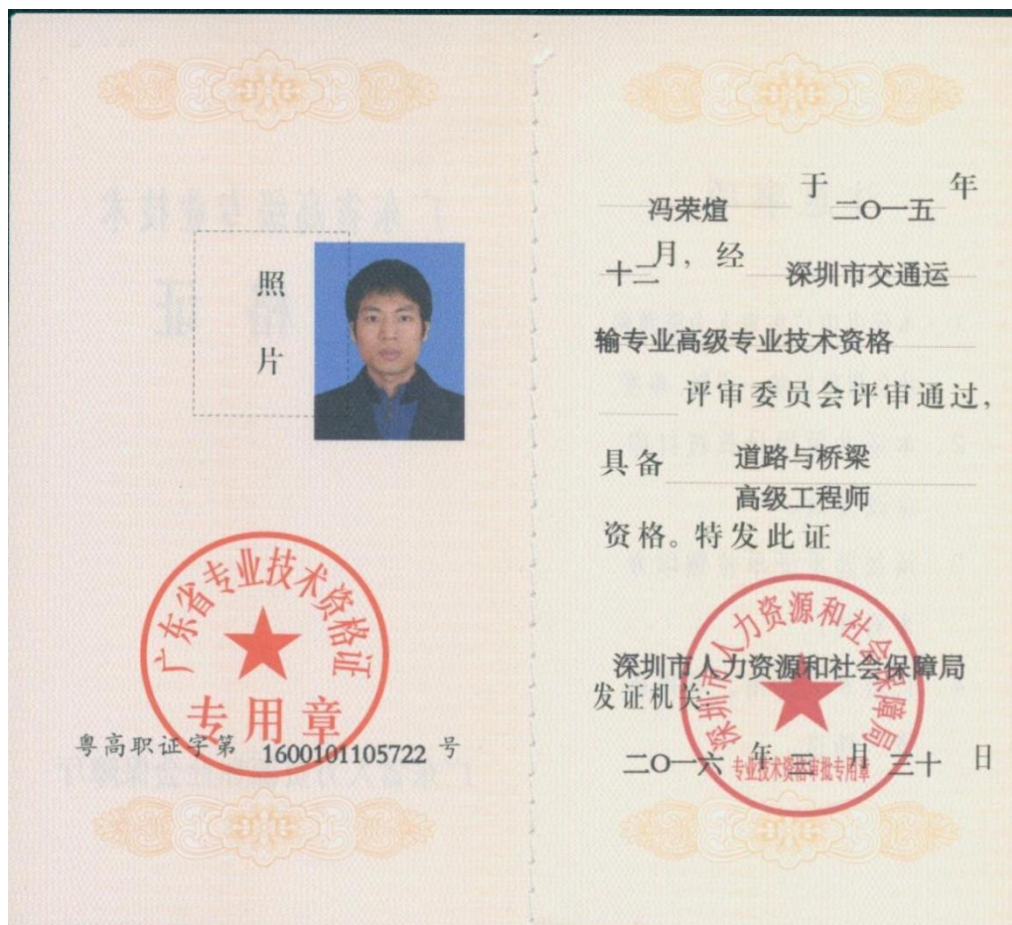 照
片
广东省专业技术资格证
专用章
粤高职证字第 1600101105722 号
冯荣煊 于 二〇一五 年
十二 月，经 深圳市交通运
输专业高级专业技术资格
评审委员会评审通过，
具备 道路与桥梁
高级工程师
资格。特发此证
深圳市人力资源和社会保障局
深圳市人力资源和社会保障局
发证机关：
二〇一六 年 三 月 三十 日
专业技术资格审批专用章